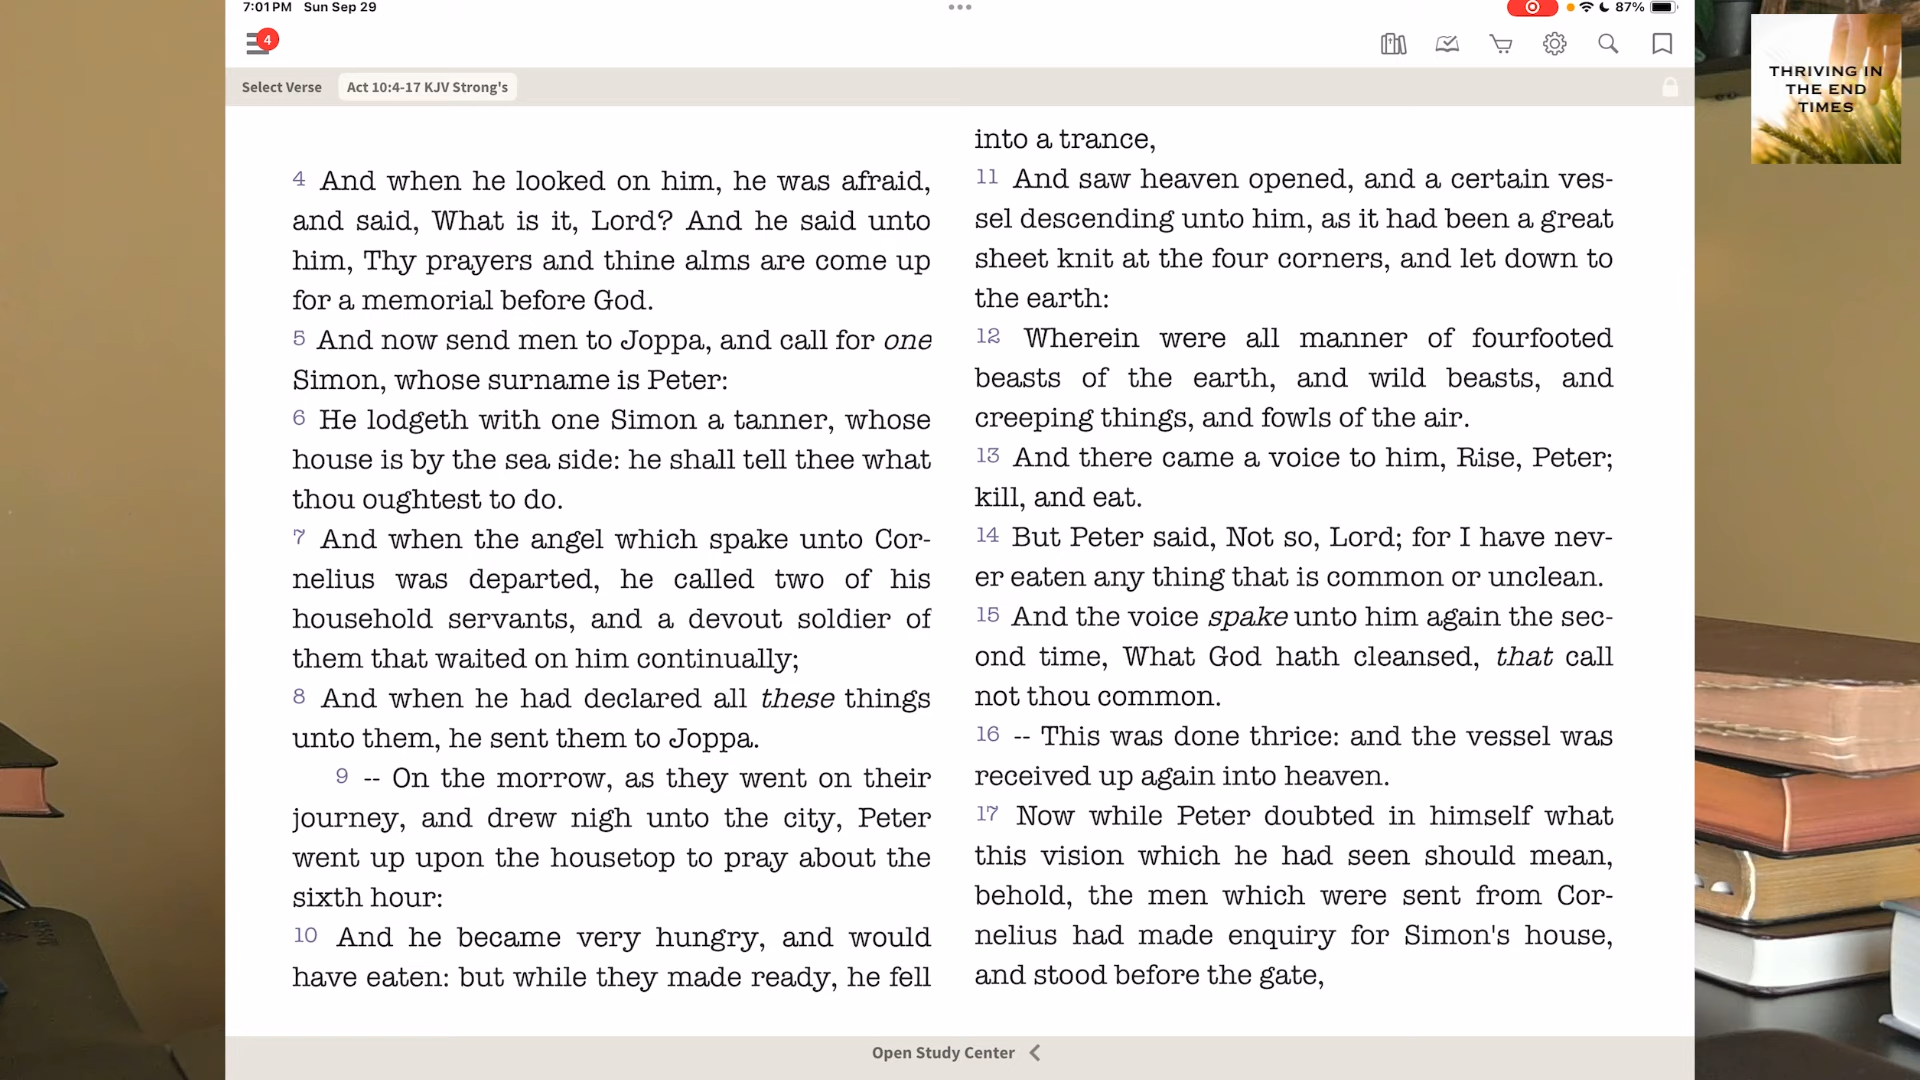 7:01 PM Sun Sep 29
87%
4
Select Verse
Act 10:4-17 KJV Strong's
THRIVING IN
THE END
TIMES
4 And when he looked on him, he was afraid,
and said, What is it, Lord? And he said unto
him, Thy prayers and thine alms are come up
for a memorial before God.
5 And now send men to Joppa, and call for one
Simon, whose surname is Peter:
6 He lodgeth with one Simon a tanner, whose
house is by the sea side: he shall tell thee what
thou oughtest to do.
7 And when the angel which spake unto Cor-
nelius was departed, he called two of his
household servants, and a devout soldier of
them that waited on him continually;
8 And when he had declared all these things
unto them, he sent them to Joppa.
9 -- On the morrow, as they went on their
journey, and drew nigh unto the city, Peter
went up upon the housetop to pray about the
sixth hour:
10 And he became very hungry, and would
have eaten: but while they made ready, he fell
into a trance,
11 And saw heaven opened, and a certain ves-
sel descending unto him, as it had been a great
sheet knit at the four corners, and let down to
the earth:
12 Wherein were all manner of fourfooted
beasts of the earth, and wild beasts, and
creeping things, and fowls of the air.
13 And there came a voice to him, Rise, Peter;
kill, and eat.
14 But Peter said, Not so, Lord; for I have nev-
er eaten any thing that is common or unclean.
15 And the voice spake unto him again the sec-
ond time, What God hath cleansed, that call
not thou common.
16 -- This was done thrice: and the vessel was
received up again into heaven.
17 Now while Peter doubted in himself what
this vision which he had seen should mean,
behold, the men which were sent from Cor-
nelius had made enquiry for Simon's house,
and stood before the gate,
Open Study Center